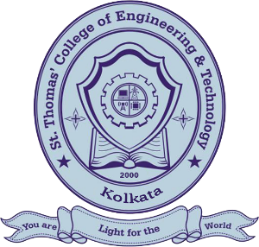 St. Thomas' College of Engineering & Technology
2000
Kolkata
You are Light for the World